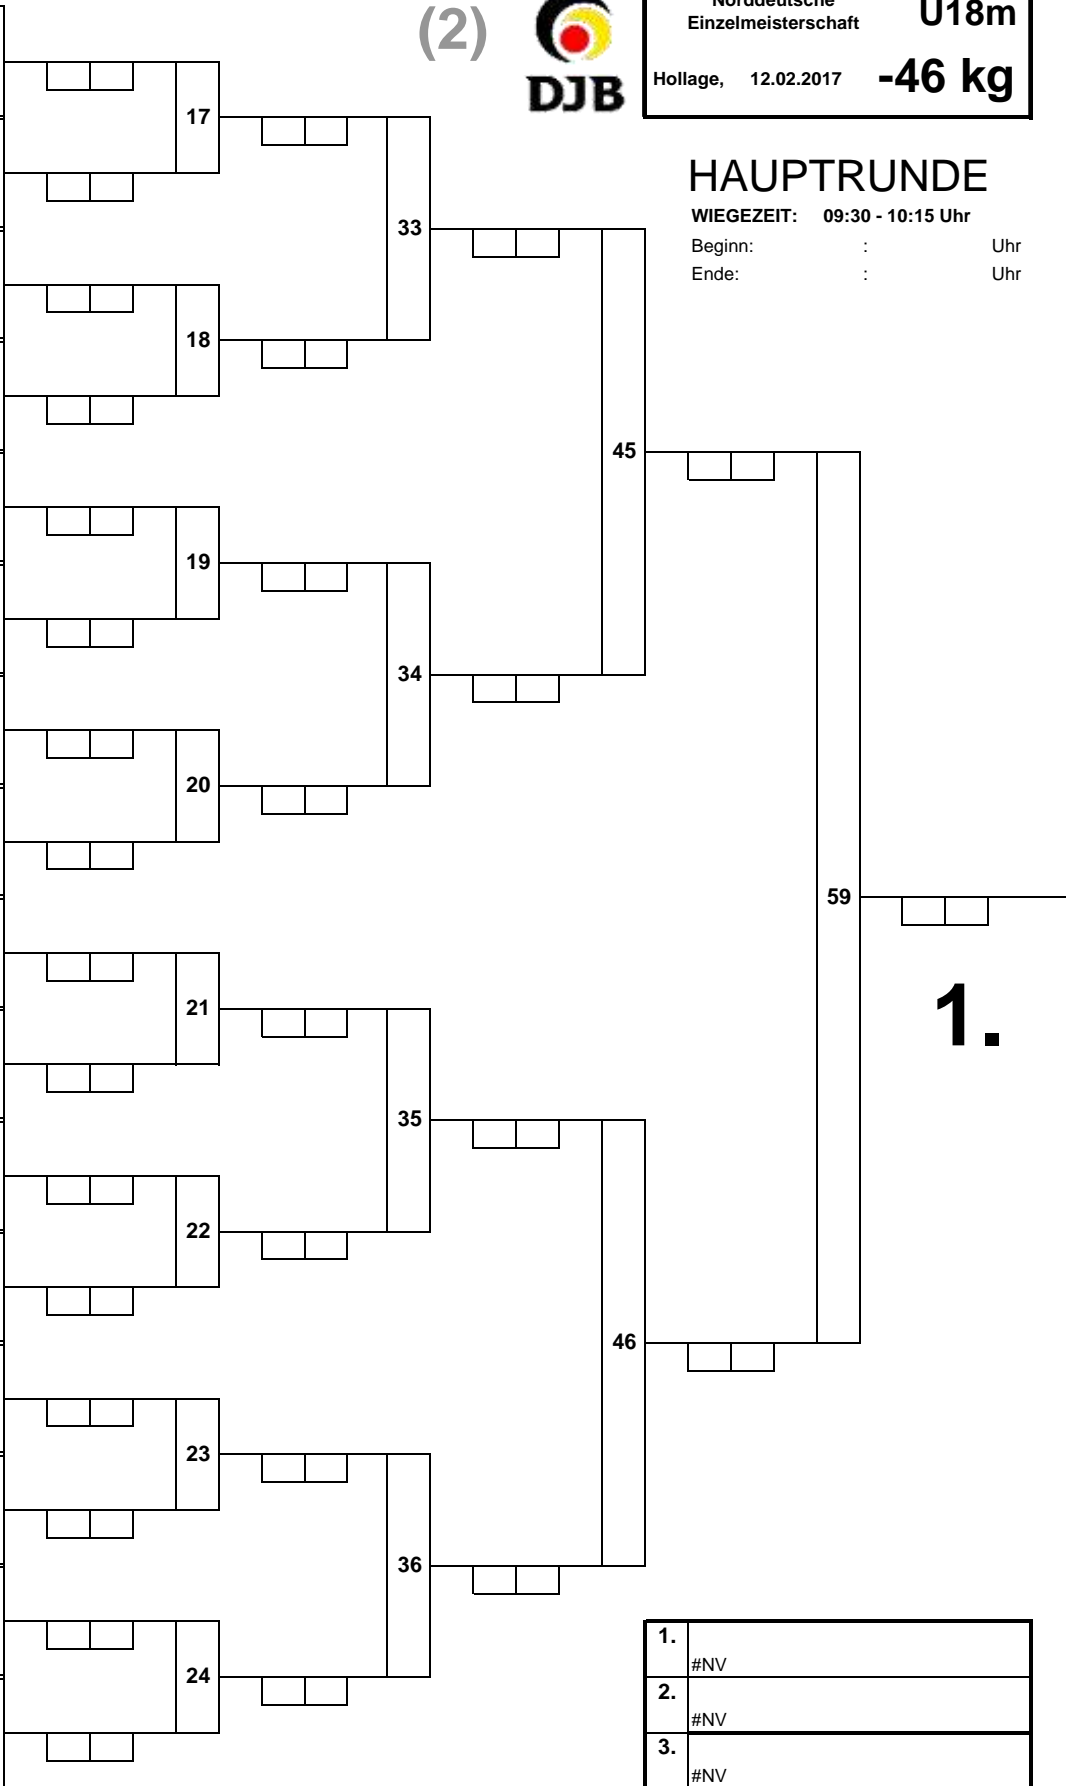 (2)
DJB
Norddeutsche
Einzelmeisterschaft
U18m
Hollage, 12.02.2017
-46 kg
HAUPTRUNDE
WIEGEZEIT: 09:30 - 10:15 Uhr
Beginn: : Uhr
Ende: : Uhr
17
33
18
45
19
34
20
59
21
1.
35
22
46
23
36
24
1.
#NV
2.
#NV
3.
#NV